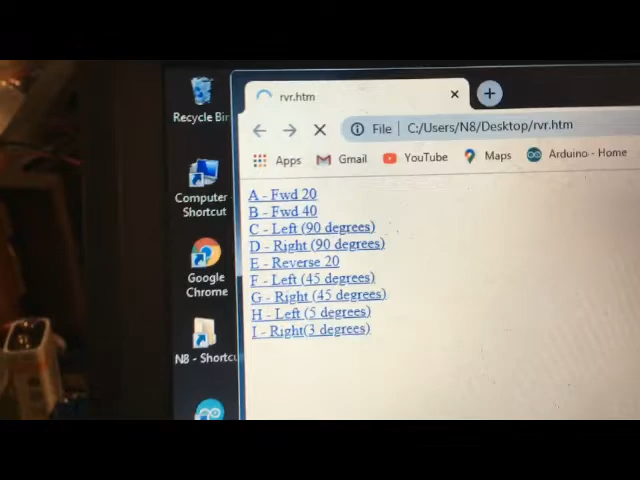 rvr.htm
File | C:/Users/N8/Desktop/rvr.htm
Apps Gmail YouTube Maps Arduino - Home
Recycle Bin
Computer - Shortcut
Google Chrome
N8 - Shortcu
A - Fwd 20
B - Fwd 40
C - Left (90 degrees)
D - Right (90 degrees)
E - Reverse 20
F - Left (45 degrees)
G - Right (45 degrees)
H - Left (5 degrees)
I - Right(3 degrees)